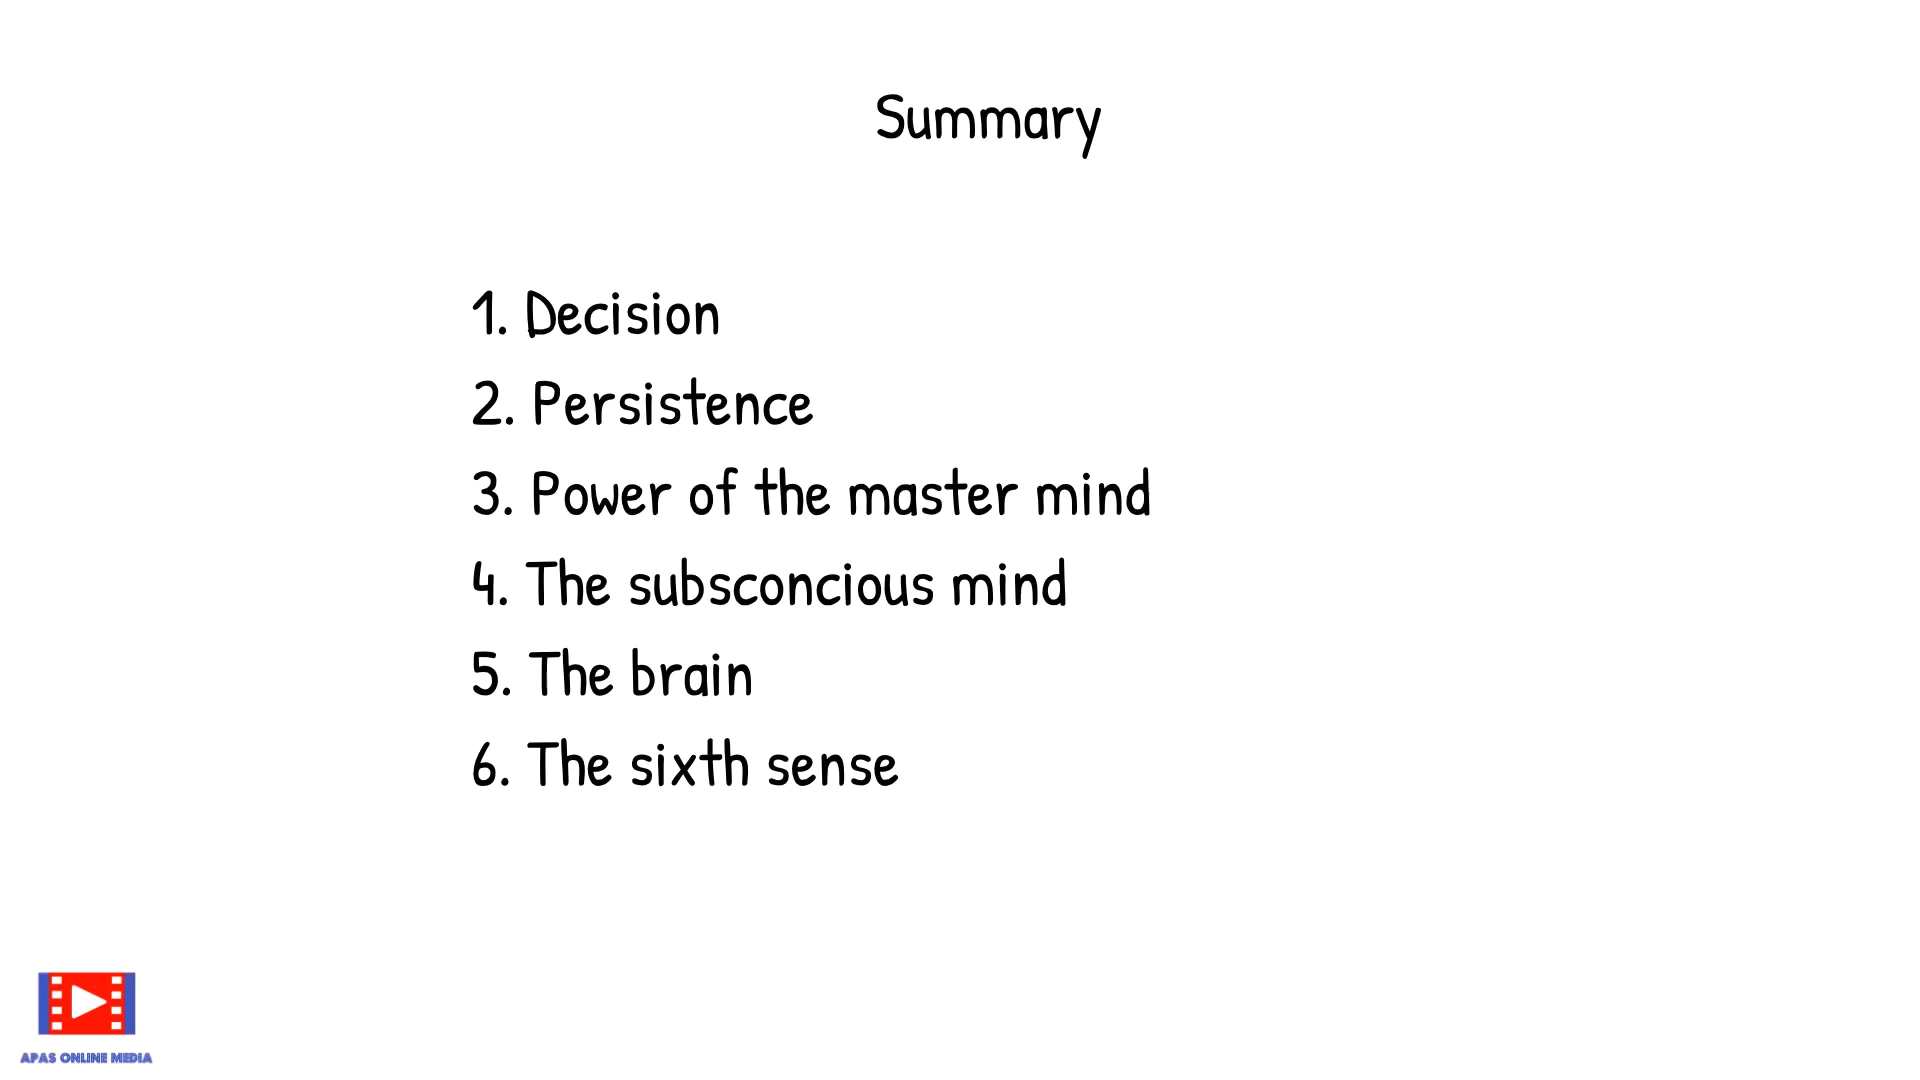 Summary
1. Decision
2. Persistence
3. Power of the master mind
4. The subsconcious mind
5. The brain
6. The sixth sense
APAS ONLINE MEDIA